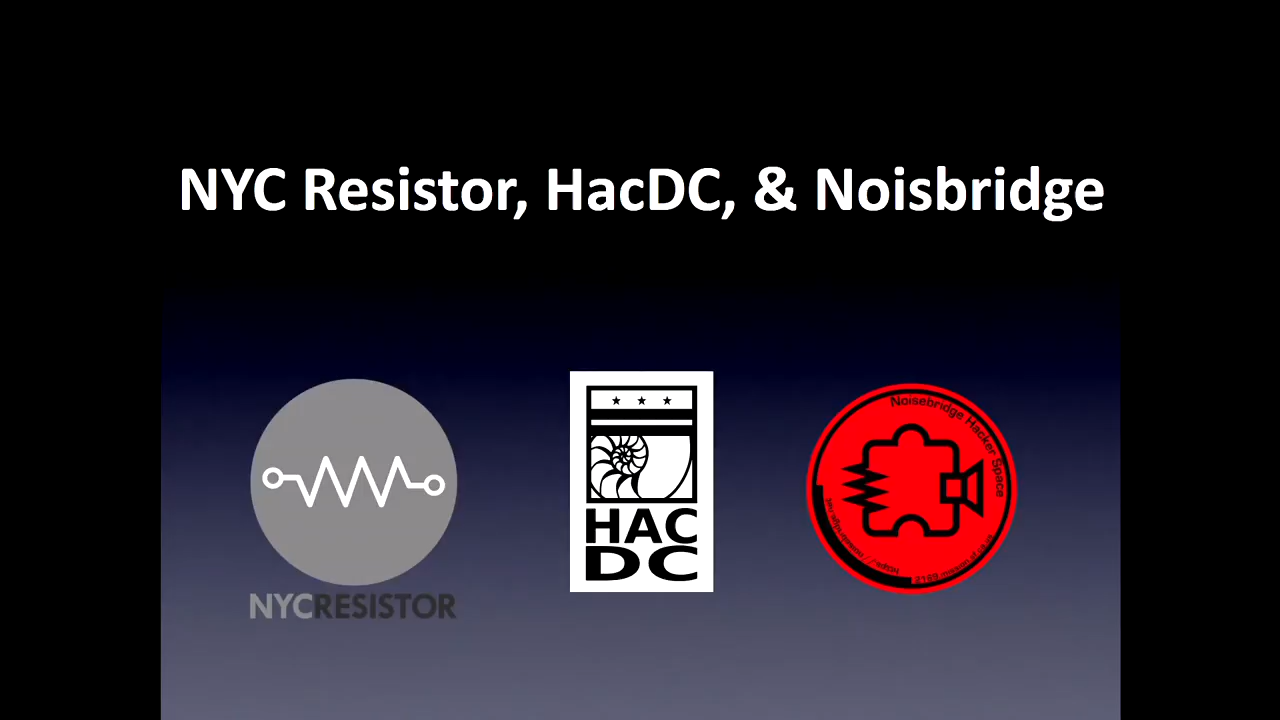 NYC Resistor, HacDC, & Noisbridge
NYCRESISTOR
HAC
DC
Noisebridge Hacker Space